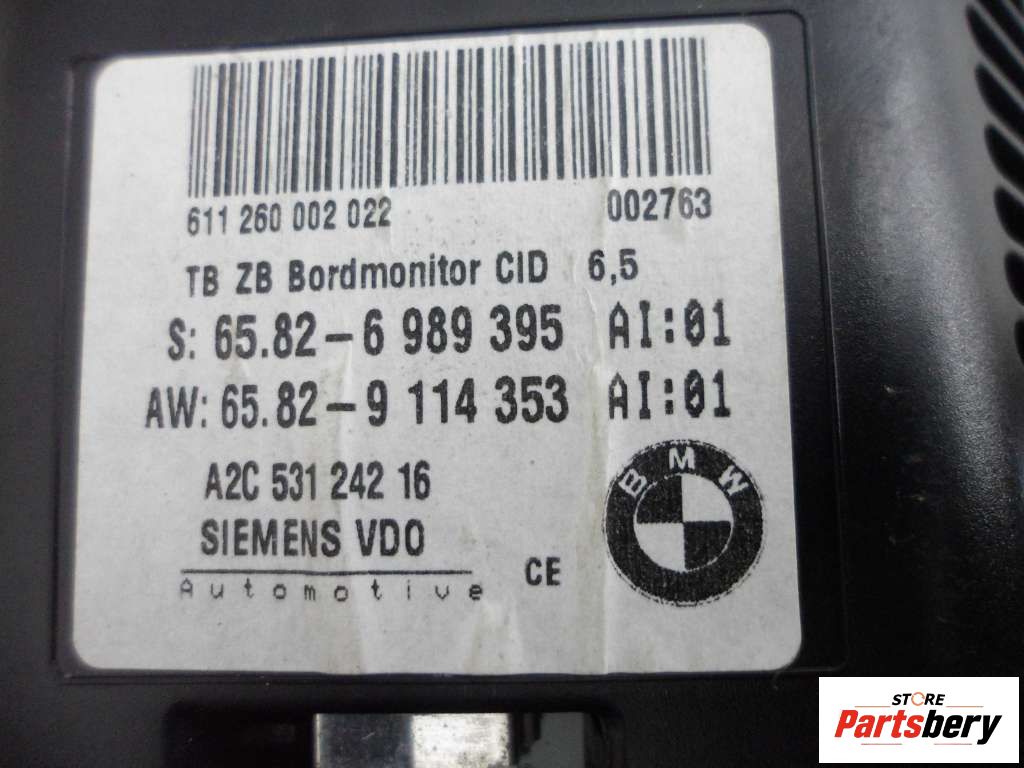 611 260 002 022 002763
TB ZB Bordmonitor CID 6,5
S: 65.82-6 989 395 AI:01
AW: 65.82-9 114 353 AI:01
A2C 531 242 16
SIEMENS VDO
Automotive
CE
BMW
STORE
Partsbery